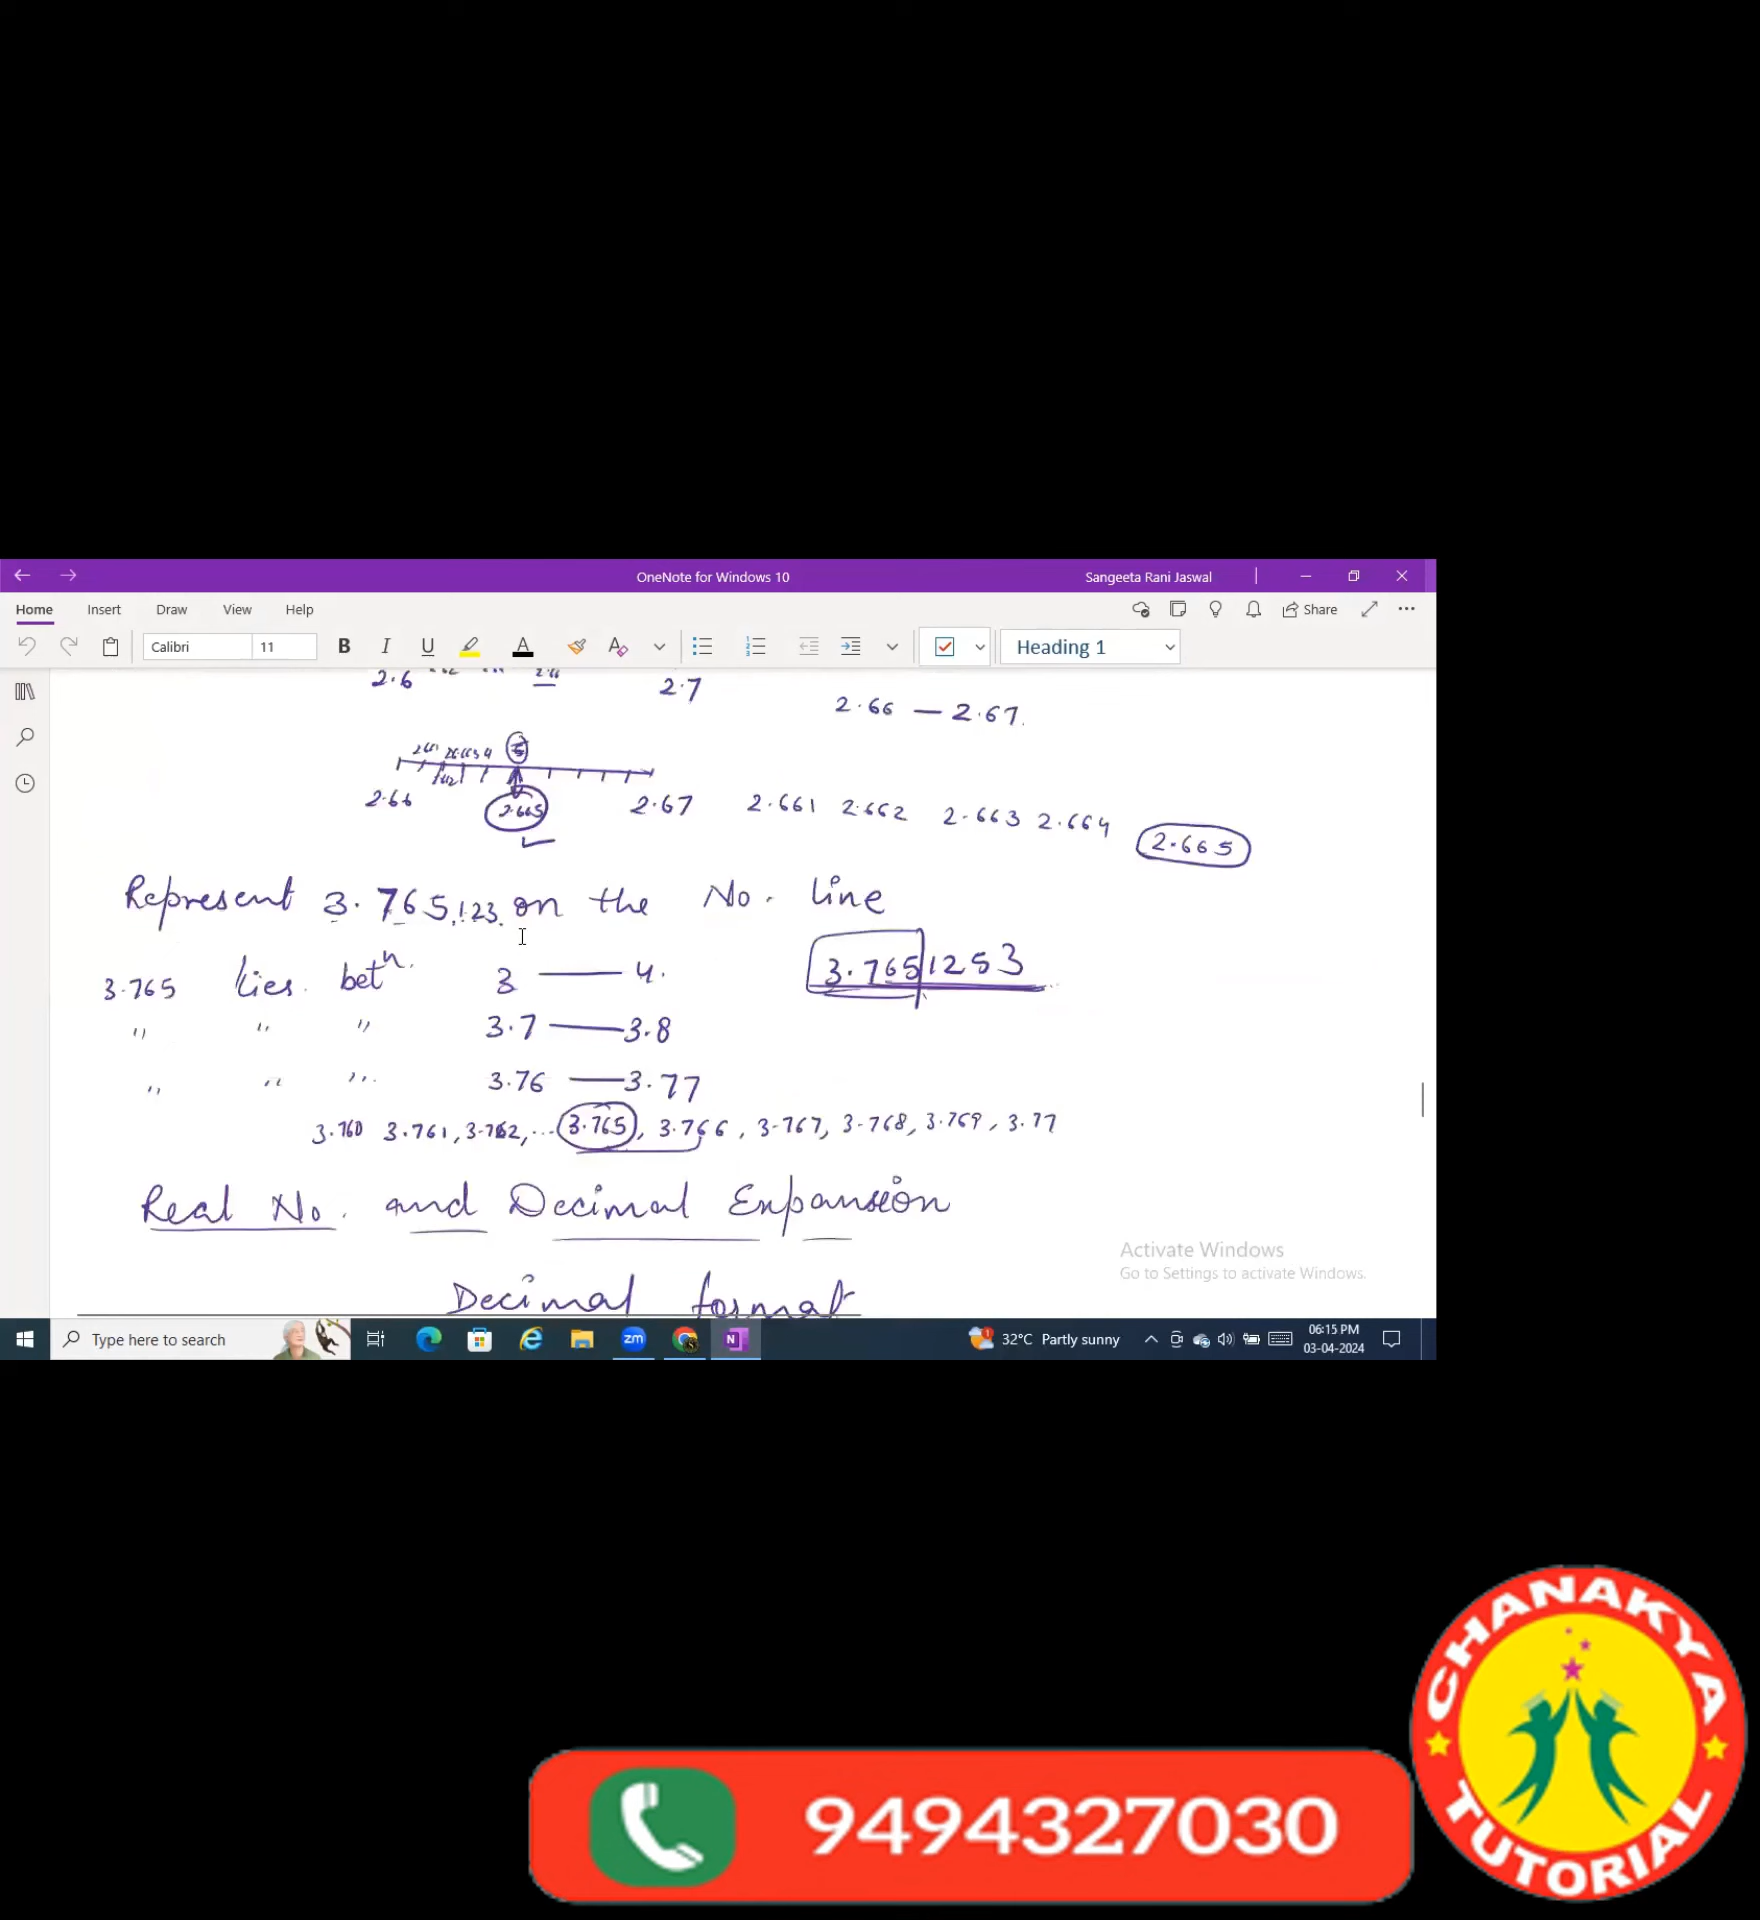 OneNote for Windows 10
Sangeeta Rani Jaswal
Home Insert Draw View Help
Share
Calibri 11 B I U A
Heading 1
2.6 2.7
2.66 — 2.67.
2.66 2.665 2.67 2.661 2.662 2.663 2.664 2.665
Represent 3.765123 on the No. line
3.7651253
3.765 lies betn. 3 — 4.
" " " 3.7 — 3.8
" " " 3.76 — 3.77
3.760 3.761, 3.762, ... 3.765, 3.766, 3.767, 3.768, 3.769, 3.77
Real No. and Decimal Expansion
Activate Windows
Go to Settings to activate Windows.
Decimal format
Type here to search
zm
N
32°C Partly sunny
06:15 PM
03-04-2024
CHANAKYA
TUTORIAL
9494327030